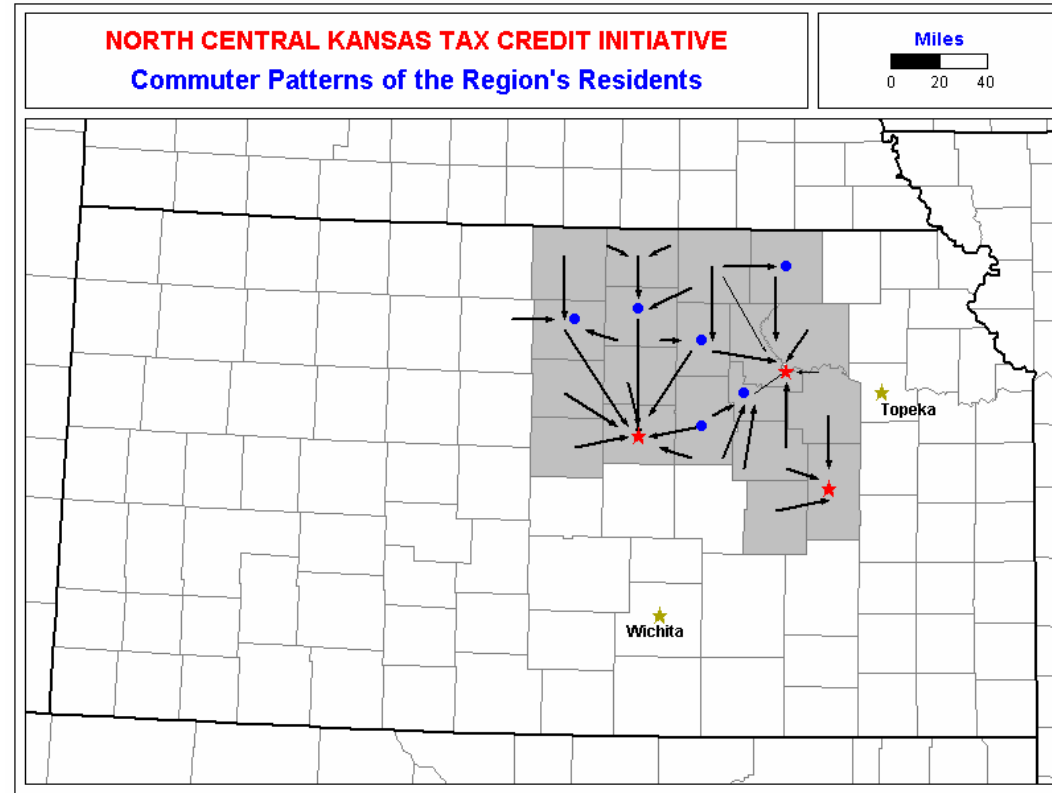 NORTH CENTRAL KANSAS TAX CREDIT INITIATIVE
Commuter Patterns of the Region's Residents
Miles
0 20 40
Topeka
Wichita